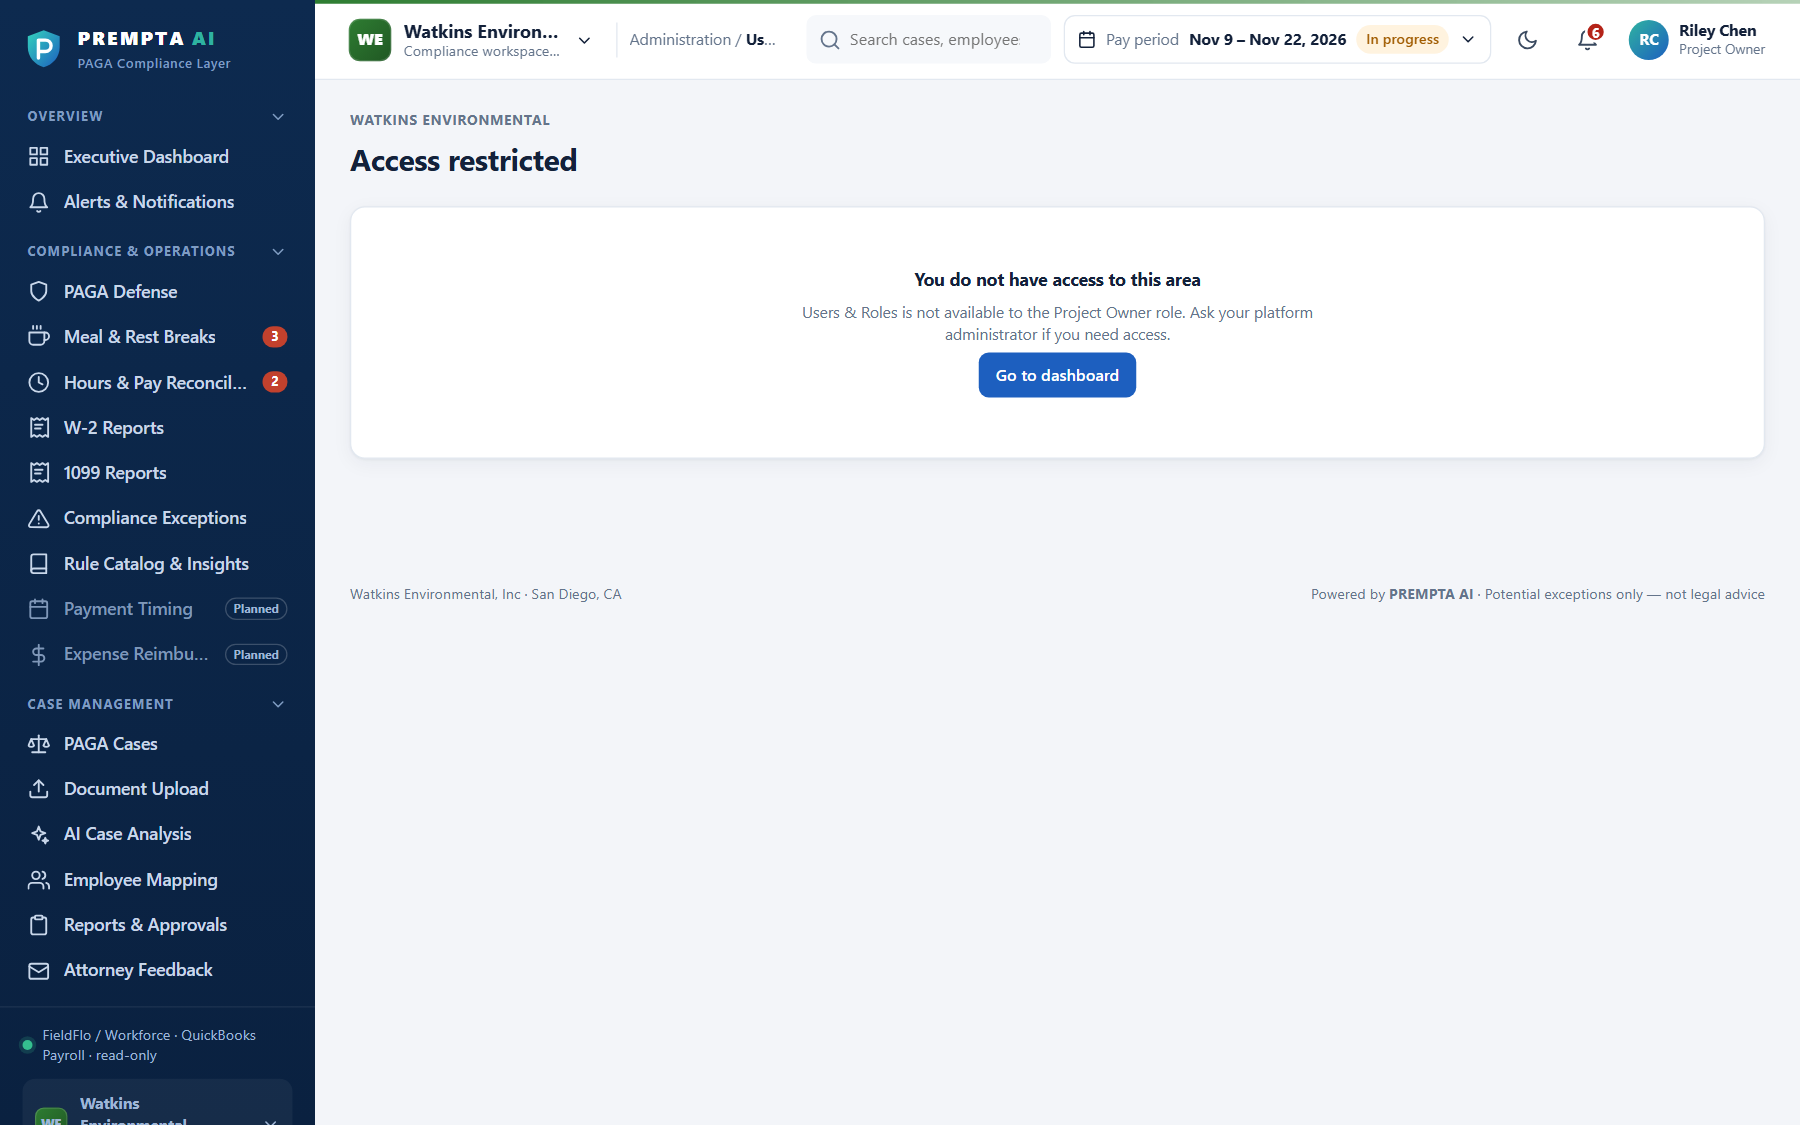 PREMPTA AI
PAGA Compliance Layer
OVERVIEW
Executive Dashboard
Alerts & Notifications
COMPLIANCE & OPERATIONS
PAGA Defense
Meal & Rest Breaks 3
Hours & Pay Reconcil... 2
W-2 Reports
1099 Reports
Compliance Exceptions
Rule Catalog & Insights
Payment Timing Planned
Expense Reimbu... Planned
CASE MANAGEMENT
PAGA Cases
Document Upload
AI Case Analysis
Employee Mapping
Reports & Approvals
Attorney Feedback
FieldFlo / Workforce · QuickBooks
Payroll · read-only
WE
Watkins
Environmental
WE
Watkins Environ...
Compliance workspace...
Administration / Us...
Search cases, employee
Pay period Nov 9 – Nov 22, 2026 In progress
6
RC
Riley Chen
Project Owner
WATKINS ENVIRONMENTAL
Access restricted
You do not have access to this area
Users & Roles is not available to the Project Owner role. Ask your platform
administrator if you need access.
Go to dashboard
Watkins Environmental, Inc · San Diego, CA
Powered by PREMPTA AI · Potential exceptions only — not legal advice